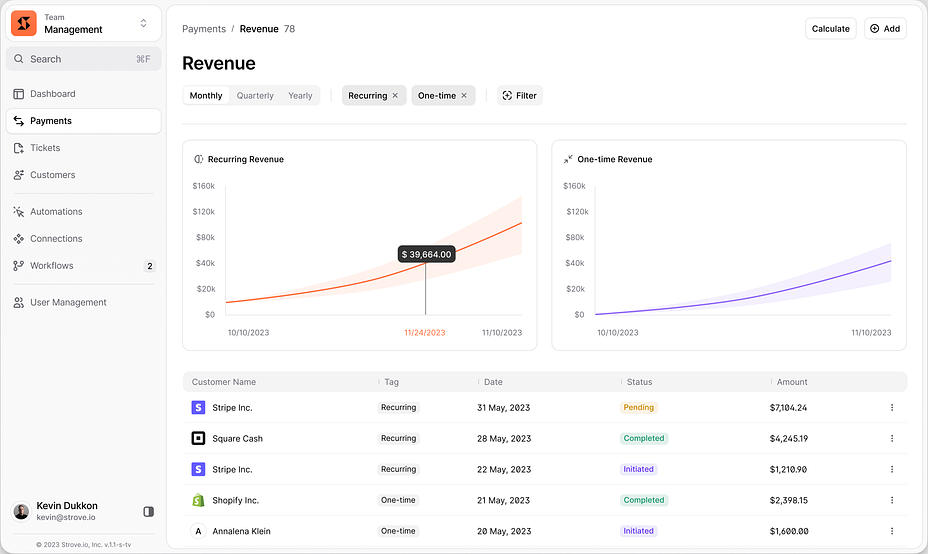 Team
Management
Search ⌘F
Dashboard
Payments
Tickets
Customers
Automations
Connections
Workflows 2
User Management
Kevin Dukkon
kevin@strove.io
© 2023 Strove.io, Inc. v.1.1-s-tv
Payments / Revenue 78
Calculate
Add
Revenue
Monthly Quarterly Yearly
Recurring ×
One-time ×
Filter
Recurring Revenue
$160k
$120k
$80k
$40k
$20k
$0
$ 39,664.00
10/10/2023 11/24/2023 11/10/2023
One-time Revenue
$160k
$120k
$80k
$40k
$20k
$0
10/10/2023 11/10/2023
Customer Name Tag Date Status Amount
S Stripe Inc. Recurring 31 May, 2023 Pending $7,104.24
Square Cash Recurring 28 May, 2023 Completed $4,245.19
S Stripe Inc. Recurring 22 May, 2023 Initiated $1,210.90
Shopify Inc. One-time 21 May, 2023 Completed $2,398.15
A Annalena Klein One-time 20 May, 2023 Initiated $1,600.00